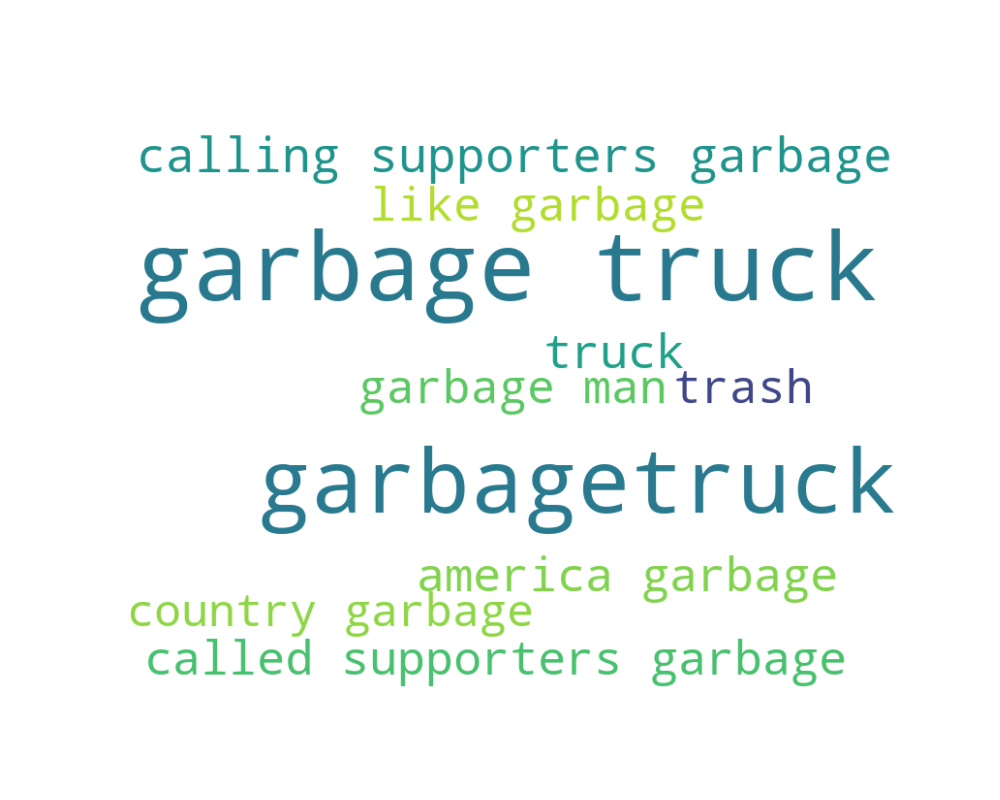 calling supporters garbage
like garbage
garbage truck
truck
garbage man trash
garbagetruck
america garbage
country garbage
called supporters garbage